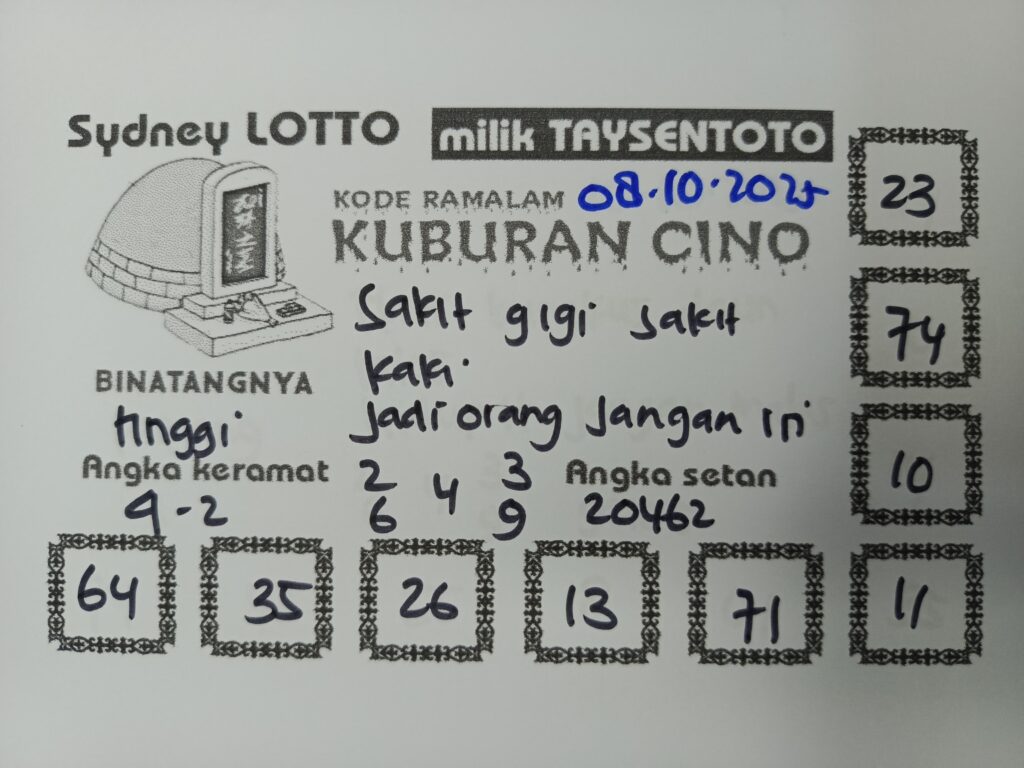 Sydney LOTTO
milik TAYSENTOTO
KODE RAMALAM 08.10.2025
KUBURAN CINO
Sakit gigi sakit
kaki.
Jadi orang Jangan iri
BINATANGNYA
tinggi
Angka keramat
9-2
2 3
4
6 9
Angka setan
20462
23
74
10
64 35 26 13 71 11